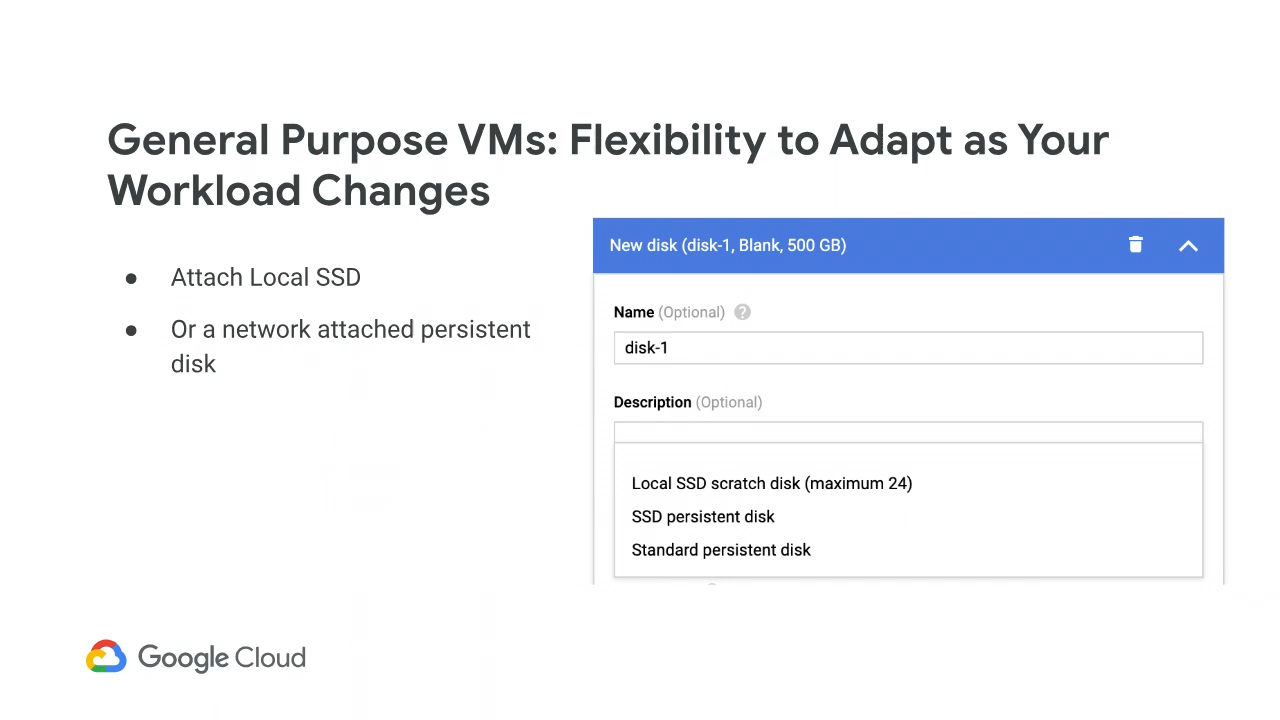 General Purpose VMs: Flexibility to Adapt as Your
Workload Changes
● Attach Local SSD
● Or a network attached persistent
disk
New disk (disk-1, Blank, 500 GB)
Name (Optional) ?
disk-1
Description (Optional)
Local SSD scratch disk (maximum 24)
SSD persistent disk
Standard persistent disk
Google Cloud